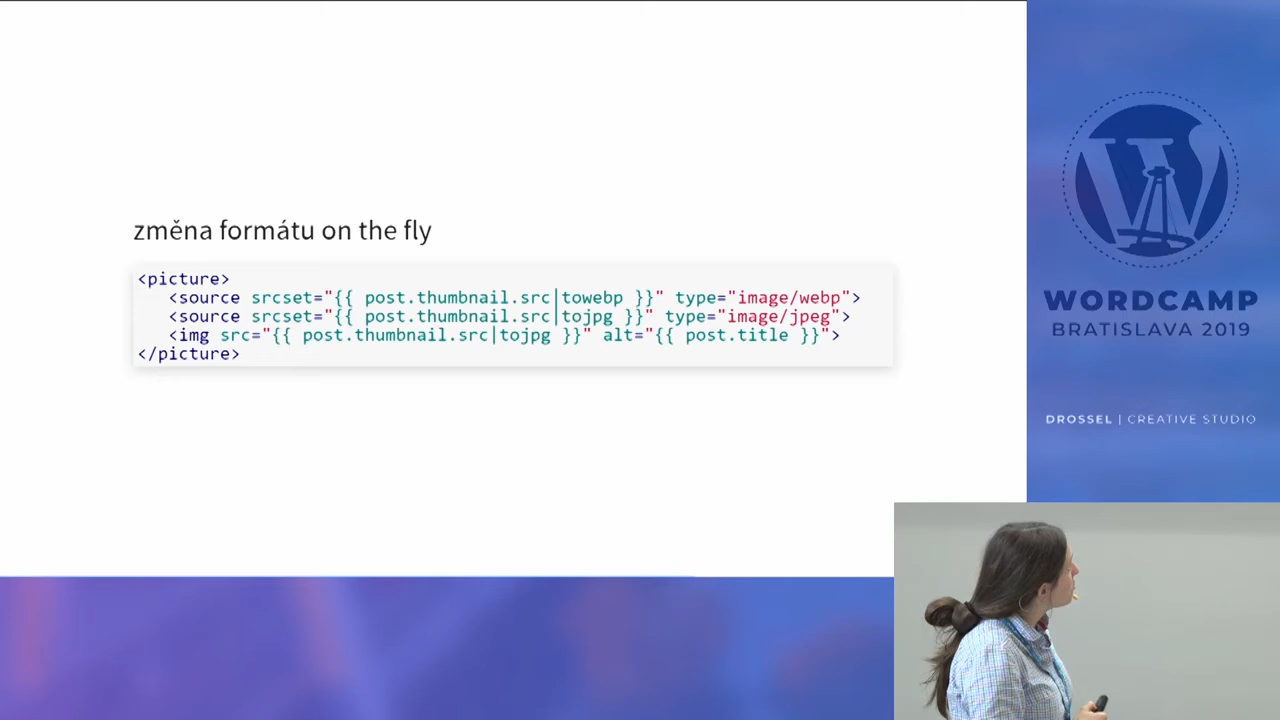 změna formátu on the fly
<picture>
<source srcset="{{ post.thumbnail.src|towebp }}" type="image/webp">
<source srcset="{{ post.thumbnail.src|tojpg }}" type="image/jpeg">
<img src="{{ post.thumbnail.src|tojpg }}" alt="{{ post.title }}">
</picture>
WORDCAMP
BRATISLAVA 2019
DROSSEL | CREATIVE STUDIO